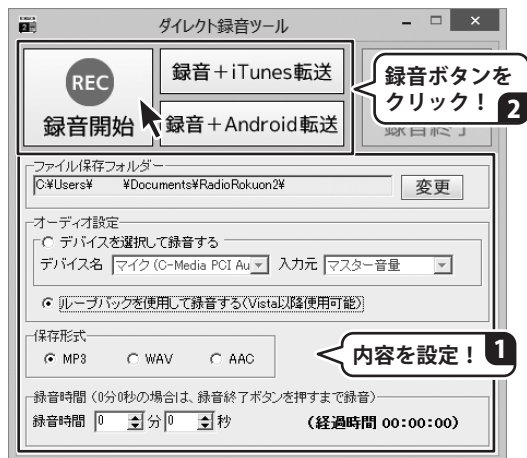 ダイレクト録音ツール
REC
録音開始
録音+iTunes転送
録音+Android転送
録音終了
録音ボタンを
クリック! 2
ファイル保存フォルダー
C:¥Users¥ ¥Documents¥RadioRokuon2¥ 変更
オーディオ設定
デバイスを選択して録音する
デバイス名 マイク (C-Media PCI Au 入力元 マスター音量
ループバックを使用して録音する(Vista以降使用可能)
保存形式
MP3 WAV AAC
内容を設定! 1
録音時間 (0分0秒の場合は、録音終了ボタンを押すまで録音)
録音時間 0 分 0 秒 (経過時間 00:00:00)